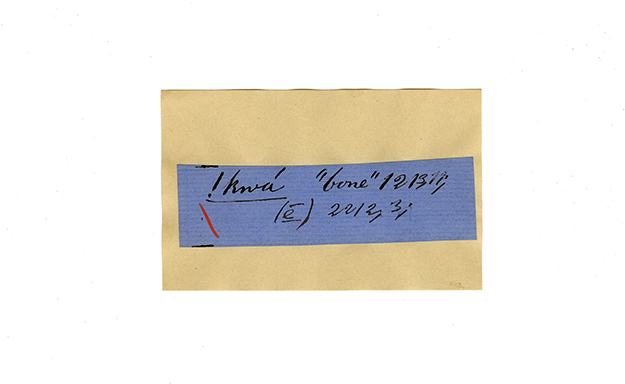 !kwá "bone" 1213
(ē) 2212, 3;